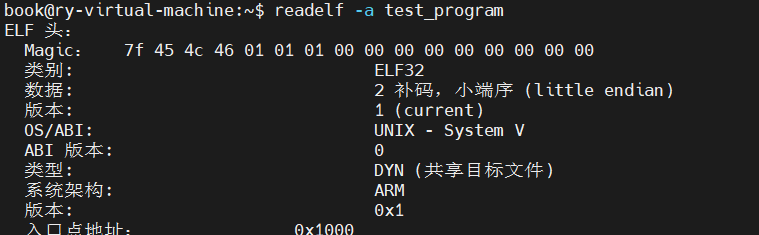 book@ry-virtual-machine:~$ readelf -a test_program
ELF 头：
Magic： 7f 45 4c 46 01 01 01 00 00 00 00 00 00 00 00 00
类别: ELF32
数据: 2 补码，小端序 (little endian)
版本: 1 (current)
OS/ABI: UNIX - System V
ABI 版本: 0
类型: DYN (共享目标文件)
系统架构: ARM
版本: 0x1
入口点地址： 0x1000